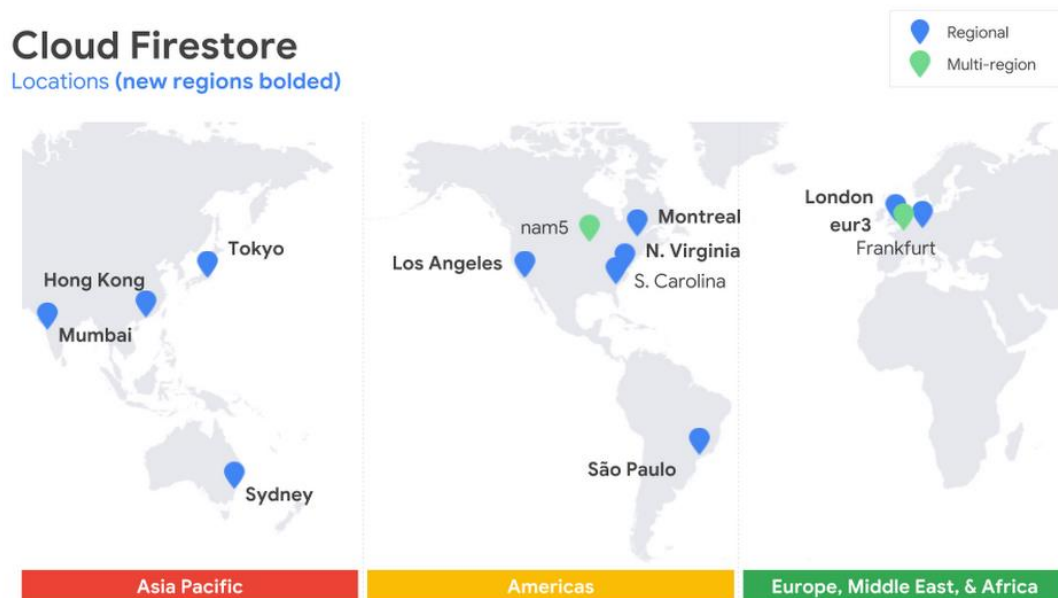 Cloud Firestore
Locations (new regions bolded)
Regional
Multi-region
Tokyo
Hong Kong
Mumbai
Sydney
nam5
Montreal
Los Angeles
N. Virginia
S. Carolina
São Paulo
London
eur3
Frankfurt
Asia Pacific
Americas
Europe, Middle East, & Africa